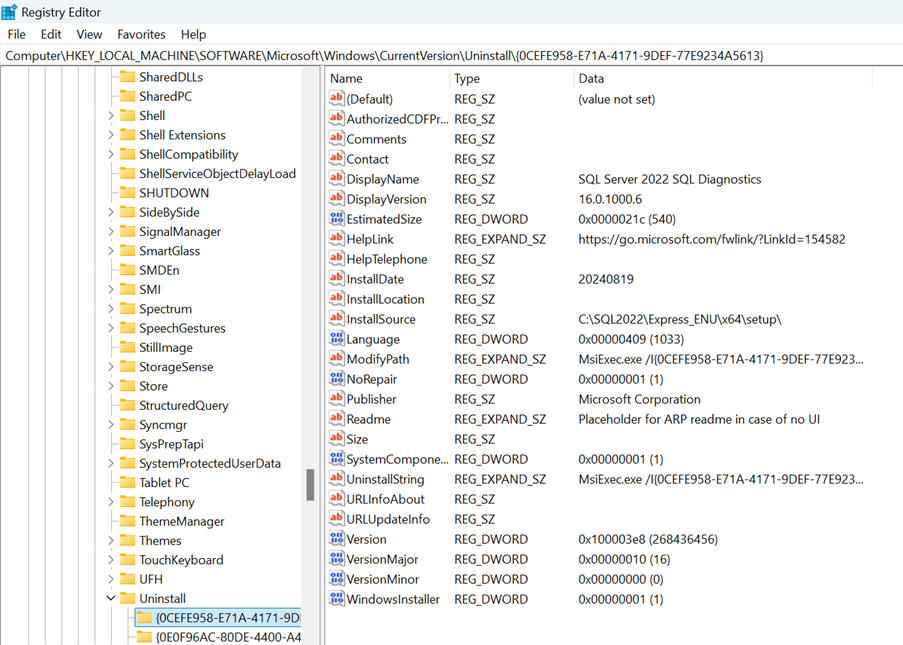 Registry Editor
File Edit View Favorites Help
Computer\HKEY_LOCAL_MACHINE\SOFTWARE\Microsoft\Windows\CurrentVersion\Uninstall\{0CEFE958-E71A-4171-9DEF-77E9234A5613}
SharedDLLs
SharedPC
Shell
Shell Extensions
ShellCompatibility
ShellServiceObjectDelayLoad
SHUTDOWN
SideBySide
SignalManager
SmartGlass
SMDEn
SMI
Spectrum
SpeechGestures
StillImage
StorageSense
Store
StructuredQuery
Syncmgr
SysPrepTapi
SystemProtectedUserData
Tablet PC
Telephony
ThemeManager
Themes
TouchKeyboard
UFH
Uninstall
{0CEFE958-E71A-4171-9D
{0E0F96AC-80DE-4400-A4
Name Type Data
(Default) REG_SZ (value not set)
AuthorizedCDFPr... REG_SZ
Comments REG_SZ
Contact REG_SZ
DisplayName REG_SZ SQL Server 2022 SQL Diagnostics
DisplayVersion REG_SZ 16.0.1000.6
EstimatedSize REG_DWORD 0x0000021c (540)
HelpLink REG_EXPAND_SZ https://go.microsoft.com/fwlink/?LinkId=154582
HelpTelephone REG_SZ
InstallDate REG_SZ 20240819
InstallLocation REG_SZ
InstallSource REG_SZ C:\SQL2022\Express_ENU\x64\setup\
Language REG_DWORD 0x00000409 (1033)
ModifyPath REG_EXPAND_SZ MsiExec.exe /I{0CEFE958-E71A-4171-9DEF-77E923...
NoRepair REG_DWORD 0x00000001 (1)
Publisher REG_SZ Microsoft Corporation
Readme REG_EXPAND_SZ Placeholder for ARP readme in case of no UI
Size REG_SZ
SystemCompone... REG_DWORD 0x00000001 (1)
UninstallString REG_EXPAND_SZ MsiExec.exe /I{0CEFE958-E71A-4171-9DEF-77E923...
URLInfoAbout REG_SZ
URLUpdateInfo REG_SZ
Version REG_DWORD 0x100003e8 (268436456)
VersionMajor REG_DWORD 0x00000010 (16)
VersionMinor REG_DWORD 0x00000000 (0)
WindowsInstaller REG_DWORD 0x00000001 (1)